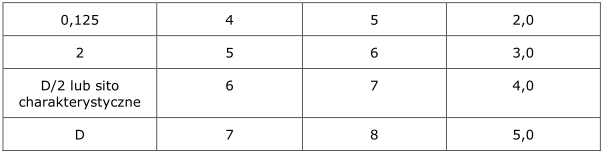 0,125 4 5 2,0
2 5 6 3,0
D/2 lub sito
charakterystyczne 6 7 4,0
D 7 8 5,0